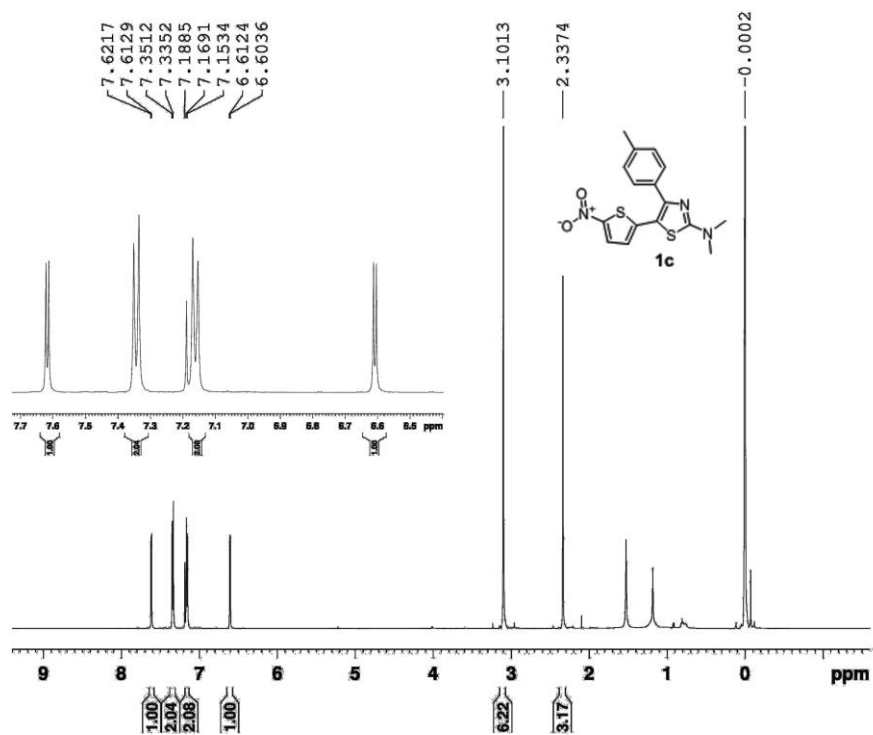 7.6217
7.6129
7.3512
7.3352
7.1885
7.1691
7.1534
6.6124
6.6036
3.1013
2.3374
-0.0002
O
N+
-O
S
N
S
N
1c
7.7 7.6 7.5 7.4 7.3 7.2 7.1 7.0 6.9 6.8 6.7 6.6 6.5 ppm
1.00 2.04 2.08 1.00
9 8 7 6 5 4 3 2 1 0 ppm
1.00 2.04 2.08 1.00 6.22 3.17